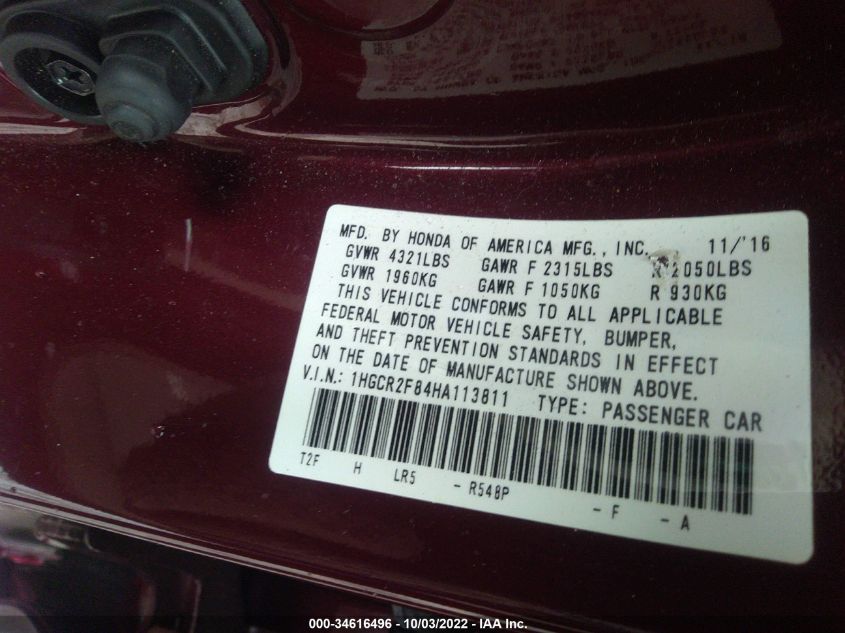 MFD. BY HONDA OF AMERICA MFG., INC. 11/'16
GVWR 4321LBS GAWR F 2315LBS R 2050LBS
GVWR 1960KG GAWR F 1050KG R 930KG
THIS VEHICLE CONFORMS TO ALL APPLICABLE
FEDERAL MOTOR VEHICLE SAFETY, BUMPER,
AND THEFT PREVENTION STANDARDS IN EFFECT
ON THE DATE OF MANUFACTURE SHOWN ABOVE.
V.I.N.: 1HGCR2F84HA113811 TYPE: PASSENGER CAR
T2F H LR5 - R548P - F - A
000-34616496 - 10/03/2022 - IAA Inc.